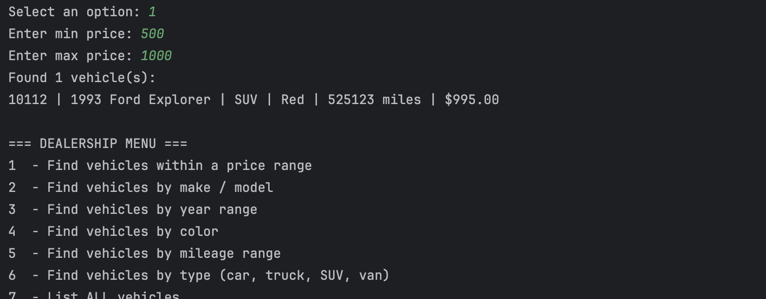 Select an option: 1
Enter min price: 500
Enter max price: 1000
Found 1 vehicle(s):
10112 | 1993 Ford Explorer | SUV | Red | 525123 miles | $995.00
=== DEALERSHIP MENU ===
1  - Find vehicles within a price range
2  - Find vehicles by make / model
3  - Find vehicles by year range
4  - Find vehicles by color
5  - Find vehicles by mileage range
6  - Find vehicles by type (car, truck, SUV, van)
7  - List ALL vehicles